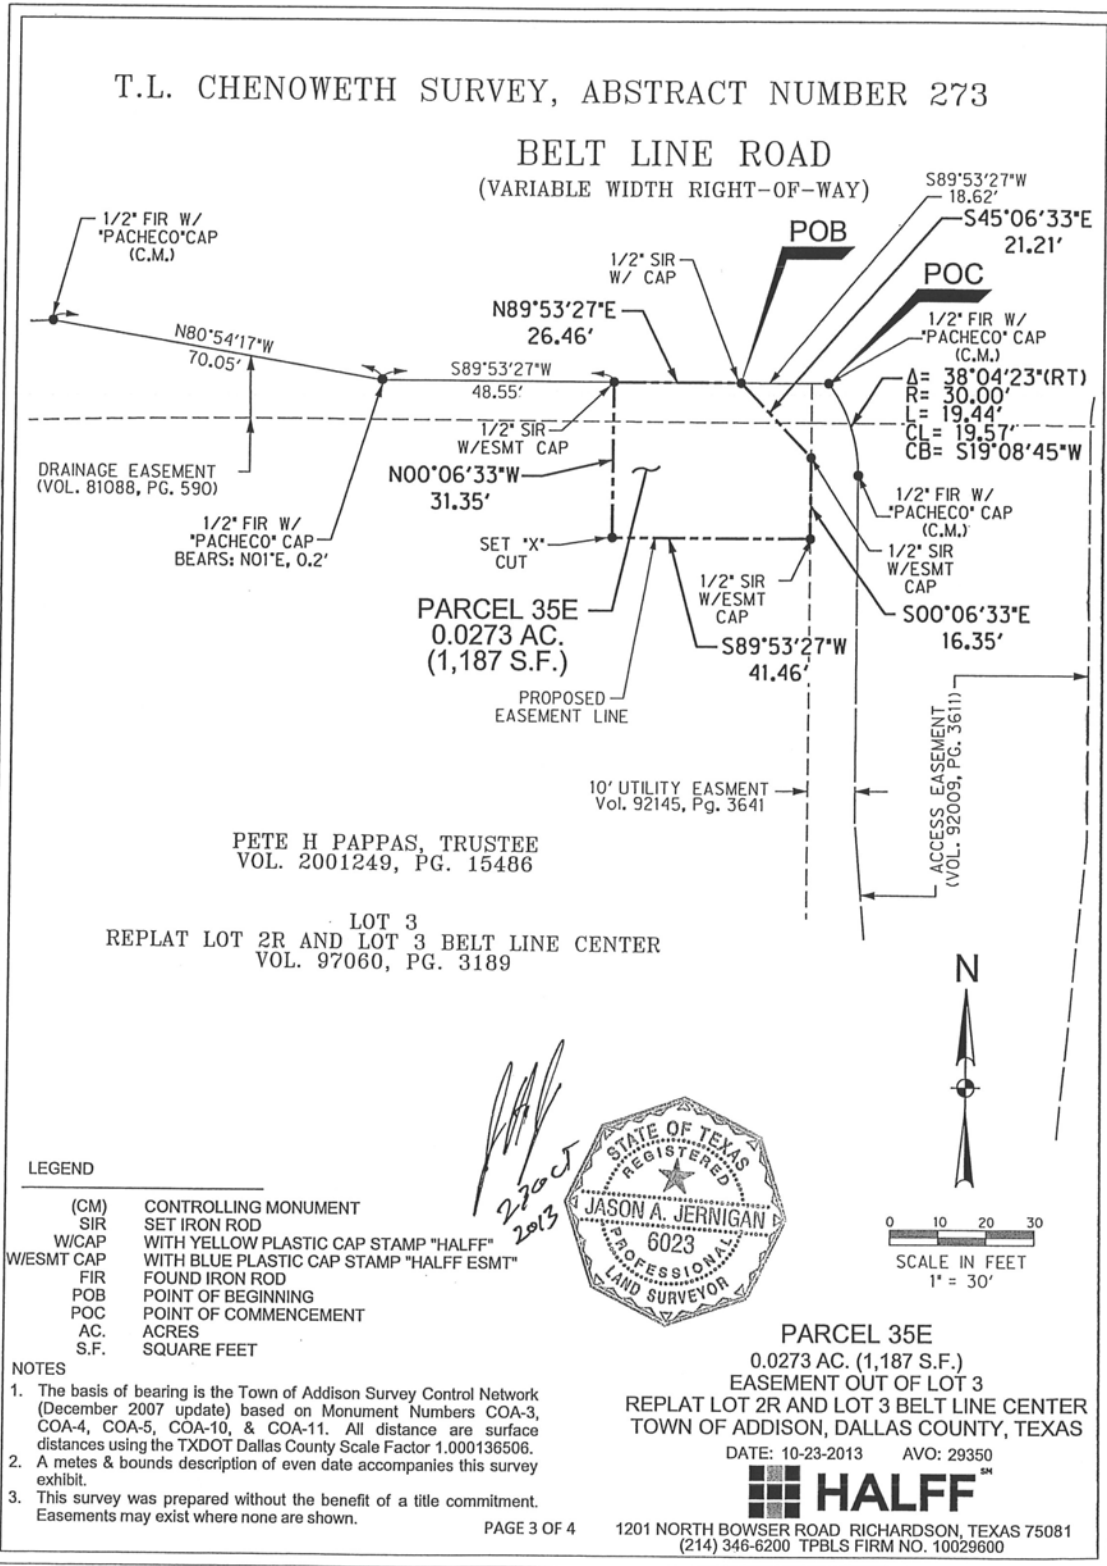 T.L. CHENOWETH SURVEY, ABSTRACT NUMBER 273
BELT LINE ROAD
(VARIABLE WIDTH RIGHT-OF-WAY)
S89°53'27"W
18.62'
S45°06'33"E
21.21'
POB
POC
1/2" FIR W/
"PACHECO"CAP
(C.M.)
1/2" SIR
W/ CAP
N89°53'27"E
26.46'
1/2" FIR W/
"PACHECO" CAP
(C.M.)
N80°54'17"W
70.05'
S89°53'27"W
48.55'
Δ= 38°04'23"(RT)
R= 30.00'
L= 19.44'
CL= 19.57'
CB= S19°08'45"W
1/2" SIR
W/ESMT CAP
DRAINAGE EASEMENT
(VOL. 81088, PG. 590)
N00°06'33"W
31.35'
1/2" FIR W/
"PACHECO" CAP
(C.M.)
1/2" FIR W/
"PACHECO" CAP
BEARS: N01°E, 0.2'
SET "X"
CUT
1/2" SIR
W/ESMT
CAP
1/2" SIR
W/ESMT
CAP
PARCEL 35E
0.0273 AC.
(1,187 S.F.)
S00°06'33"E
16.35'
S89°53'27"W
41.46'
PROPOSED
EASEMENT LINE
ACCESS EASEMENT
(VOL. 92009, PG. 3611)
10' UTILITY EASMENT
Vol. 92145, Pg. 3641
PETE H PAPPAS, TRUSTEE
VOL. 2001249, PG. 15486
LOT 3
REPLAT LOT 2R AND LOT 3 BELT LINE CENTER
VOL. 97060, PG. 3189
N
23 OCT
2013
STATE OF TEXAS
REGISTERED
JASON A. JERNIGAN
6023
PROFESSIONAL
LAND SURVEYOR
0 10 20 30
SCALE IN FEET
1" = 30'
LEGEND
(CM) CONTROLLING MONUMENT
SIR SET IRON ROD
W/CAP WITH YELLOW PLASTIC CAP STAMP "HALFF"
W/ESMT CAP WITH BLUE PLASTIC CAP STAMP "HALFF ESMT"
FIR FOUND IRON ROD
POB POINT OF BEGINNING
POC POINT OF COMMENCEMENT
AC. ACRES
S.F. SQUARE FEET
NOTES
1. The basis of bearing is the Town of Addison Survey Control Network
(December 2007 update) based on Monument Numbers COA-3,
COA-4, COA-5, COA-10, & COA-11. All distance are surface
distances using the TXDOT Dallas County Scale Factor 1.000136506.
2. A metes & bounds description of even date accompanies this survey
exhibit.
3. This survey was prepared without the benefit of a title commitment.
Easements may exist where none are shown.
PAGE 3 OF 4
PARCEL 35E
0.0273 AC. (1,187 S.F.)
EASEMENT OUT OF LOT 3
REPLAT LOT 2R AND LOT 3 BELT LINE CENTER
TOWN OF ADDISON, DALLAS COUNTY, TEXAS
DATE: 10-23-2013 AVO: 29350
HALFF SM
1201 NORTH BOWSER ROAD RICHARDSON, TEXAS 75081
(214) 346-6200 TPBLS FIRM NO. 10029600